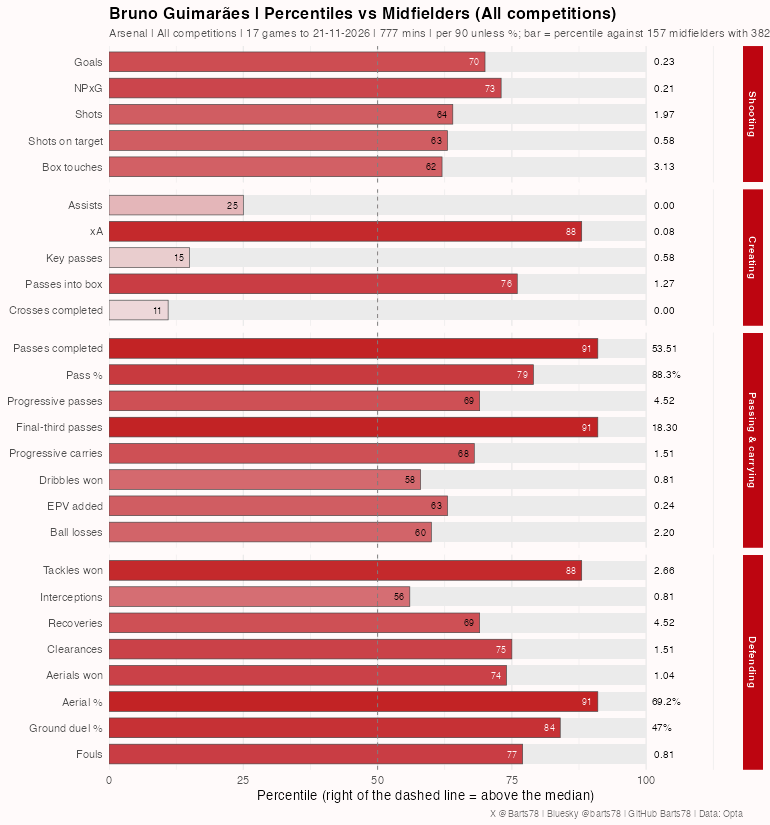 Bruno Guimarães | Percentiles vs Midfielders (All competitions)
Arsenal | All competitions | 17 games to 21-11-2026 | 777 mins | per 90 unless %; bar = percentile against 157 midfielders with 382
Goals 70 0.23
NPxG 73 0.21
Shots 64 1.97
Shots on target 63 0.58
Box touches 62 3.13
Shooting
Assists 25 0.00
xA 88 0.08
Key passes 15 0.58
Passes into box 76 1.27
Crosses completed 11 0.00
Creating
Passes completed 91 53.51
Pass % 79 88.3%
Progressive passes 69 4.52
Final-third passes 91 18.30
Progressive carries 68 1.51
Dribbles won 58 0.81
EPV added 63 0.24
Ball losses 60 2.20
Passing & carrying
Tackles won 88 2.66
Interceptions 56 0.81
Recoveries 69 4.52
Clearances 75 1.51
Aerials won 74 1.04
Aerial % 91 69.2%
Ground duel % 84 47%
Fouls 77 0.81
Defending
0 25 50 75 100
Percentile (right of the dashed line = above the median)
X @Barts78 | Bluesky @barts78 | GitHub Barts78 | Data: Opta